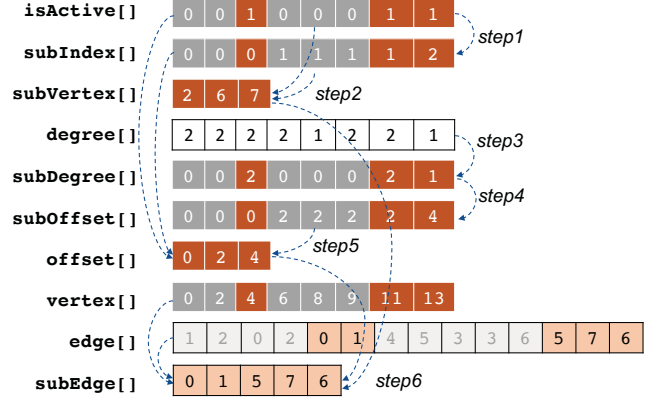 isActive[] 0 0 1 0 0 0 1 1
step1
subIndex[] 0 0 0 1 1 1 1 2
subVertex[] 2 6 7 step2
degree[] 2 2 2 2 1 2 2 1
step3
subDegree[] 0 0 2 0 0 0 2 1
step4
subOffset[] 0 0 0 2 2 2 2 4
step5
offset[] 0 2 4
vertex[] 0 2 4 6 8 9 11 13
edge[] 1 2 0 2 0 1 4 5 3 3 6 5 7 6
subEdge[] 0 1 5 7 6 step6